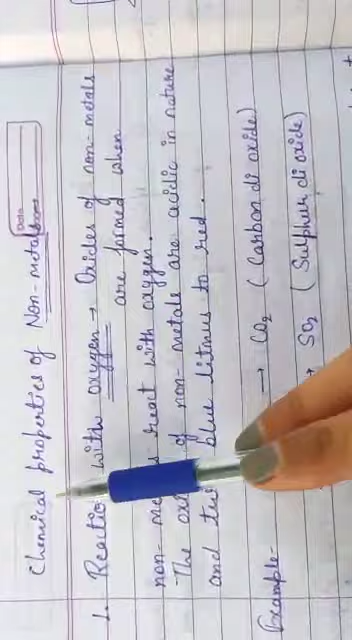 Date
Chemical properties of Non-metals
1. Reaction with oxygen → Oxides of non-metals
are formed when
non-me s react with oxygen.
The oxi of non-metals are acidic in nature
and tu blue litmus to red.
Example- → CO2 (Carbon di oxide)
→ SO2 (Sulphur di oxide)